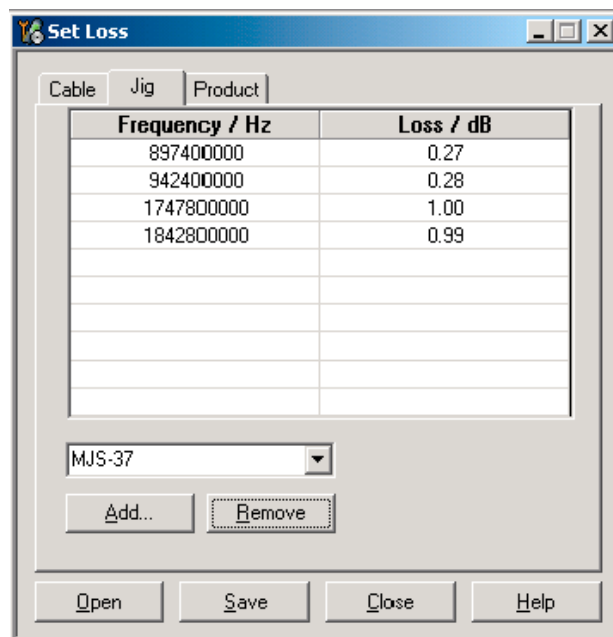 Set Loss
Cable Jig Product
Frequency / Hz Loss / dB
897400000 0.27
942400000 0.28
1747800000 1.00
1842800000 0.99
MJS-37
Add... Remove
Open Save Close Help